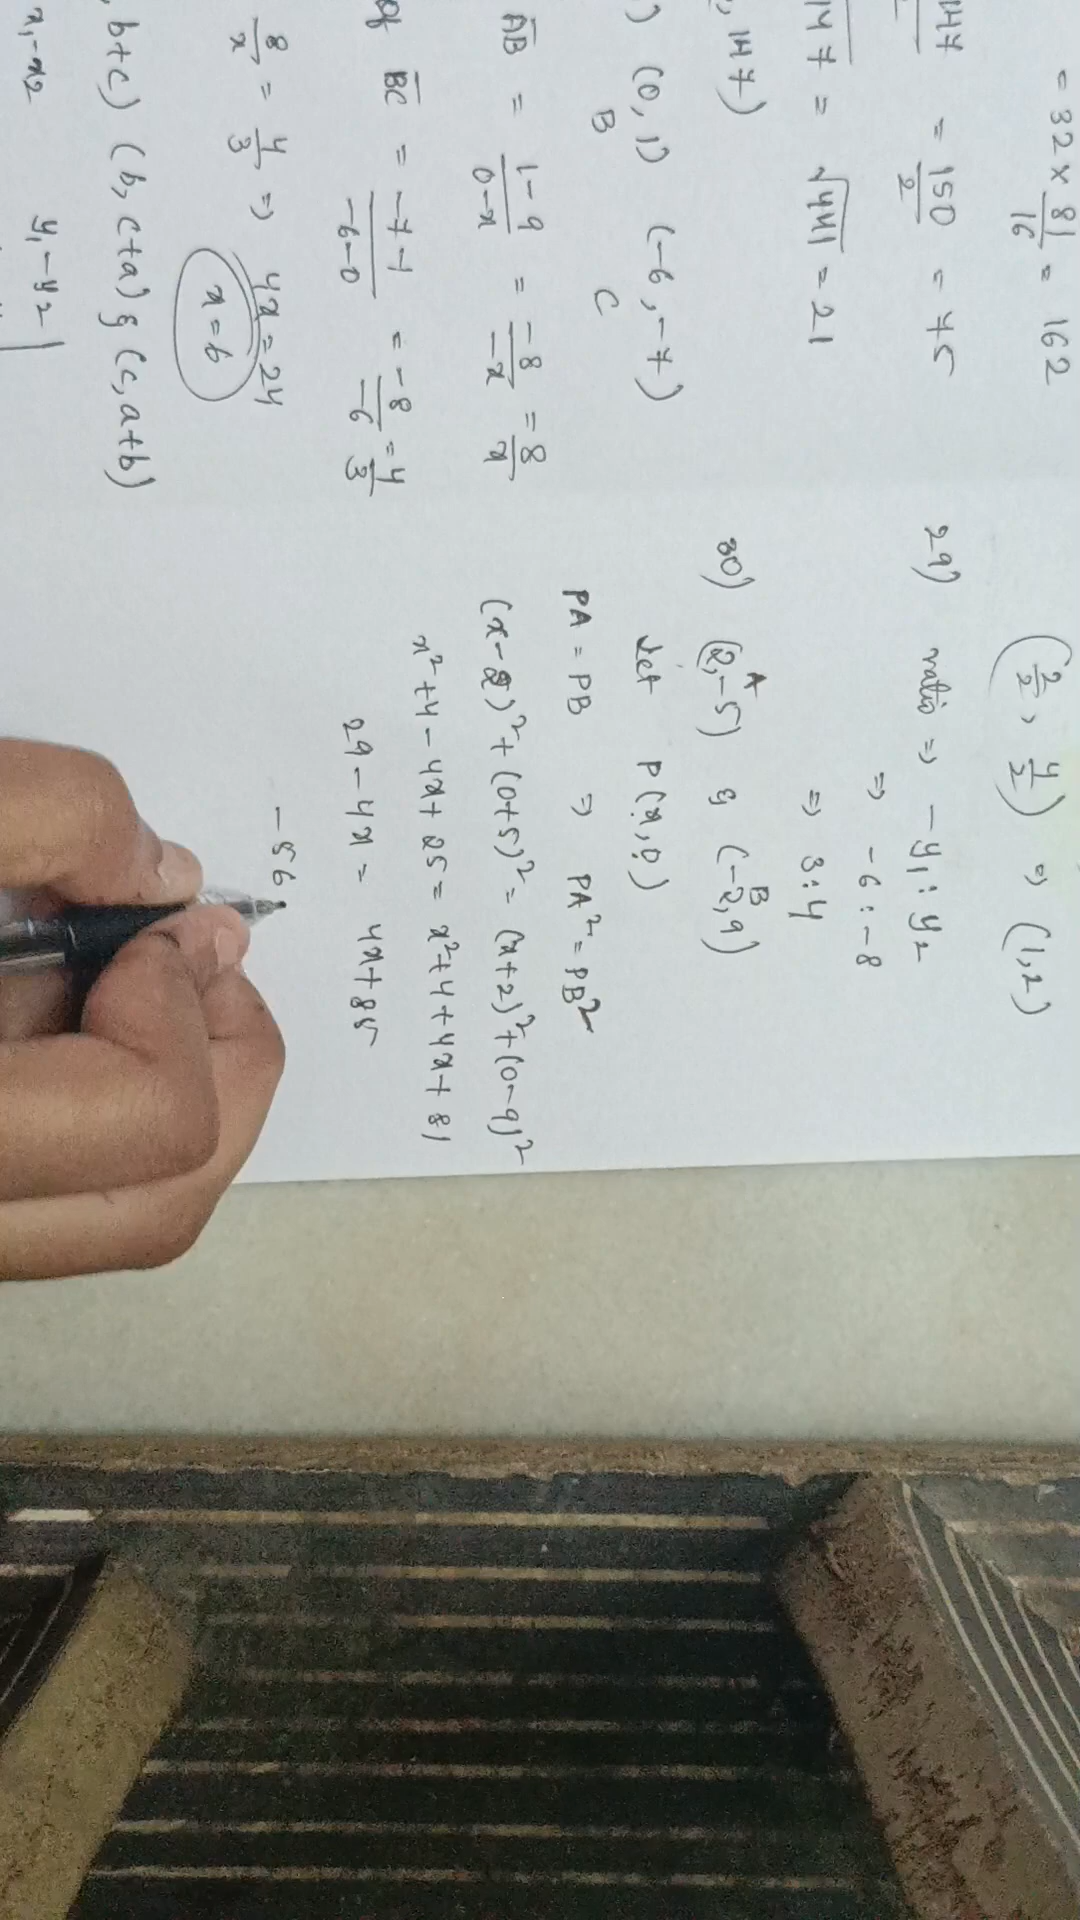 = 32 × 81/16 = 162
147 = 150/2 = 75
147 = √441 = 21
, 147)
) (0, 1) (-6, -7)
B C
AB = 1-9/0-x = -8/-x = 8/x
of BC = -7-1/-6-0 = -8/-6 = 4/3
8/x = 4/3 ⇒ 4x = 24
x = 6
, b+c) (b, c+a) & (c, a+b)
x₁-x₂ y₁-y₂
(2/2, 4/2) ⇒ (1,2)
29) ratio ⇒ -y₁ : y₂
⇒ -6 : -8
⇒ 3:4
30) A(2,-5) & B(-2,9)
Let P(x,0)
PA = PB ⇒ PA² = PB²
(x-2)² + (0+5)² = (x+2)² + (0-9)²
x²+4-4x+25 = x²+4+4x+81
29-4x = 4x+85
-56